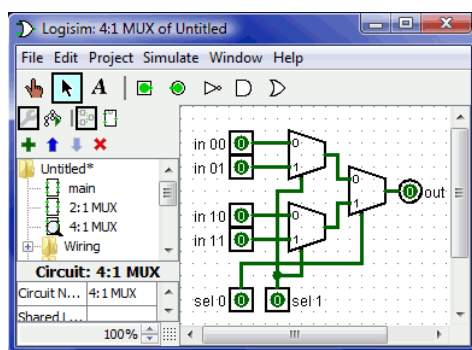 Logisim: 4:1 MUX of Untitled
File Edit Project Simulate Window Help
A
Untitled*
main
2:1 MUX
4:1 MUX
Wiring
Circuit: 4:1 MUX
Circuit N... 4:1 MUX
Shared L...
100%
in 00 0 0
in 01 0 1
0 0 out
1
in 10 0 0
in 11 0 1
sel 0 0 0 sel 1